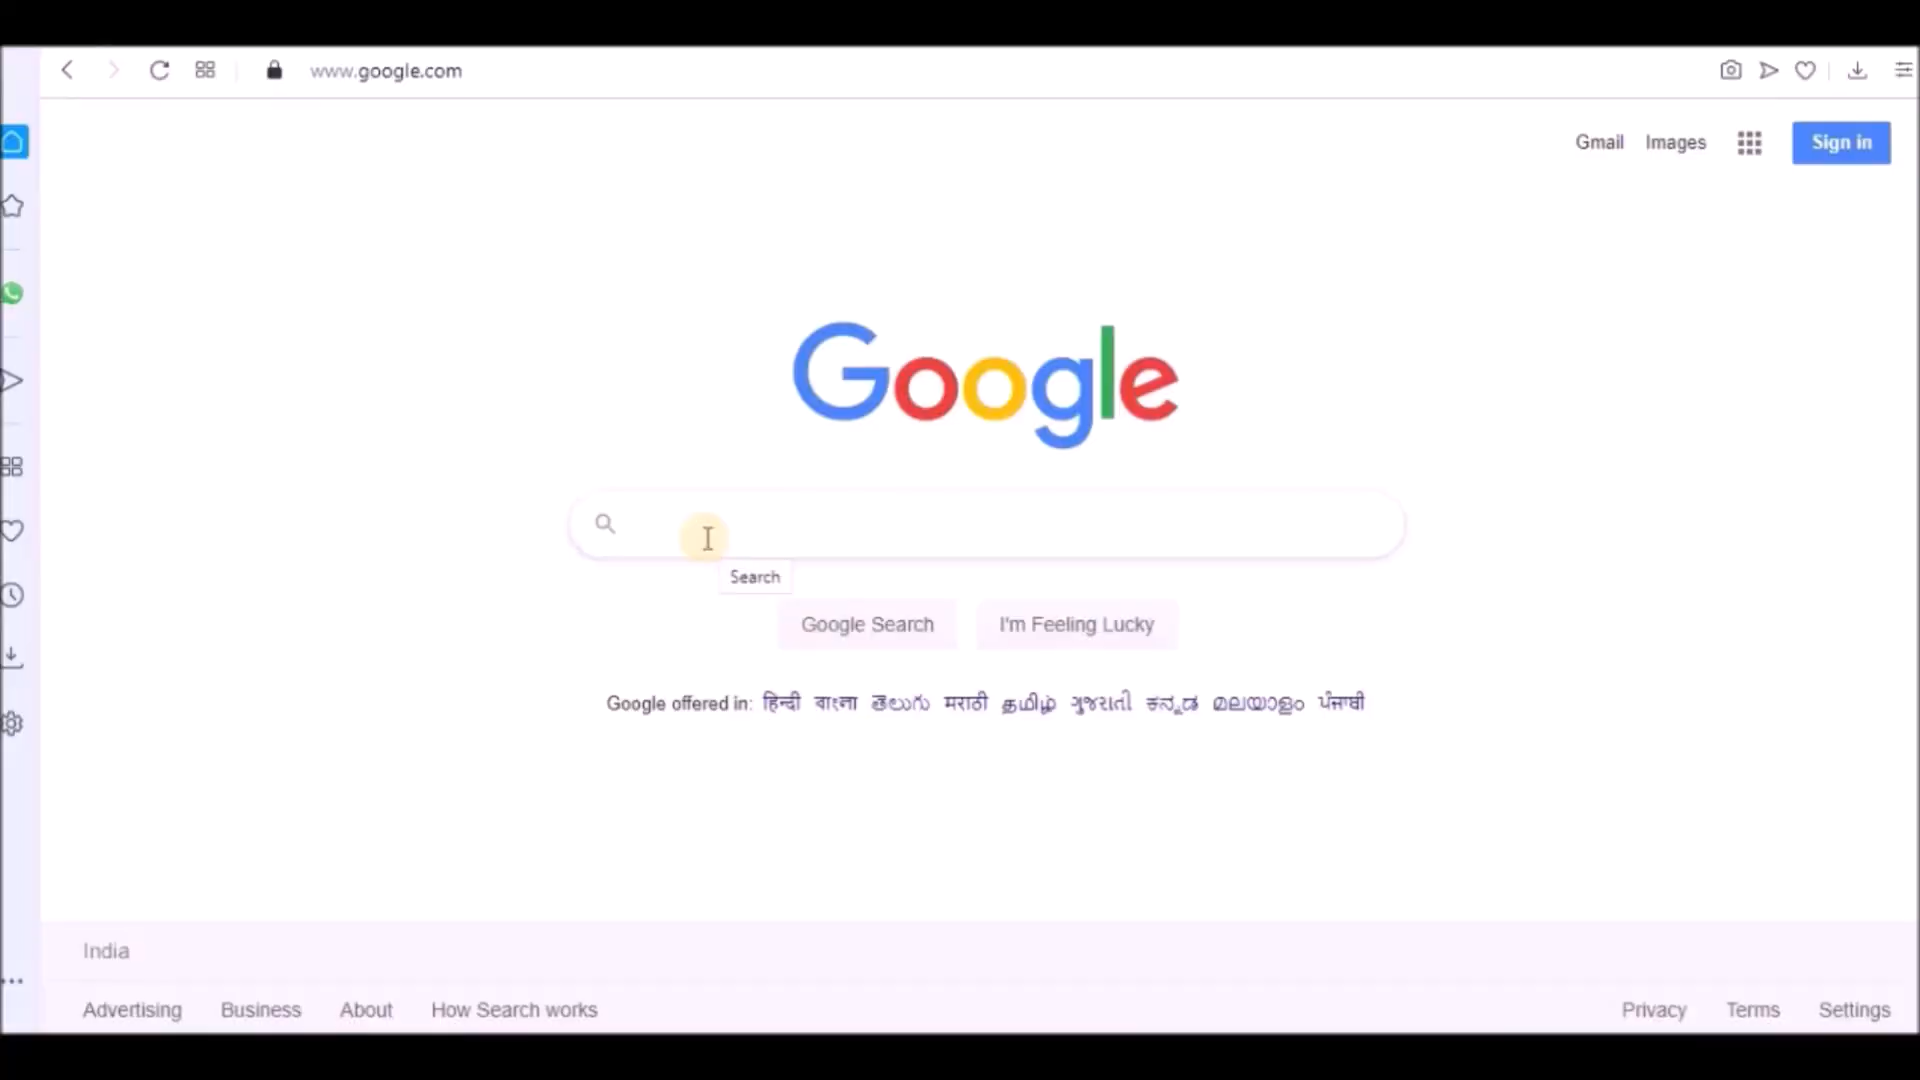 www.google.com
Gmail Images Sign in
Google
Search
Google Search I'm Feeling Lucky
Google offered in: हिन्दी বাংলা తెలుగు मराठी தமிழ் ગુજરાતી ಕನ್ನಡ മലയാളം ਪੰਜਾਬੀ
India
Advertising Business About How Search works Privacy Terms Settings